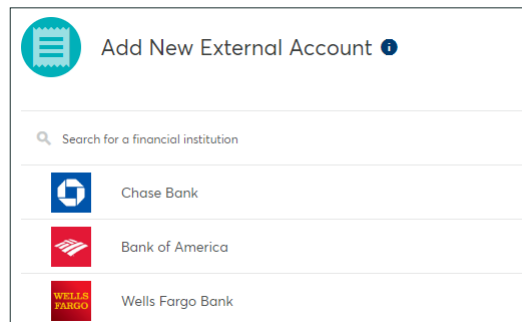 Add New External Account i
Search for a financial institution
Chase Bank
Bank of America
WELLS
FARGO
Wells Fargo Bank